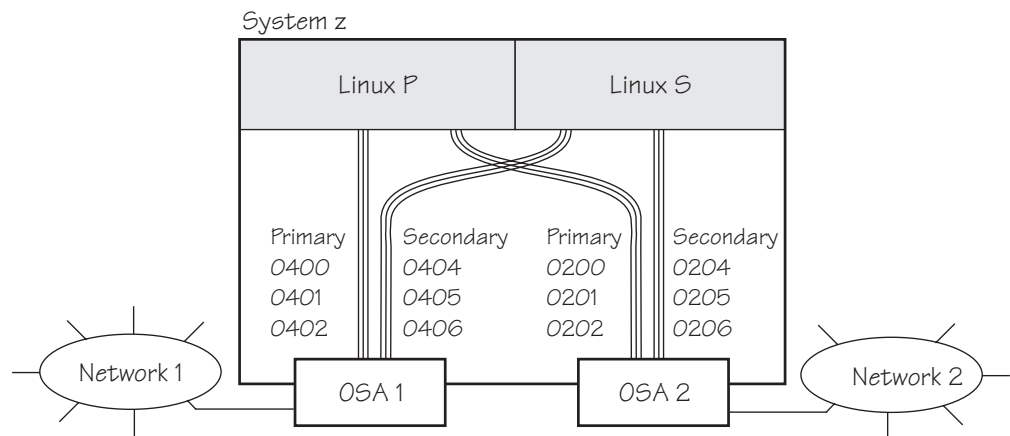 System z
Linux P
Linux S
Primary
0400
0401
0402
Secondary
0404
0405
0406
Primary
0200
0201
0202
Secondary
0204
0205
0206
Network 1
OSA 1
OSA 2
Network 2